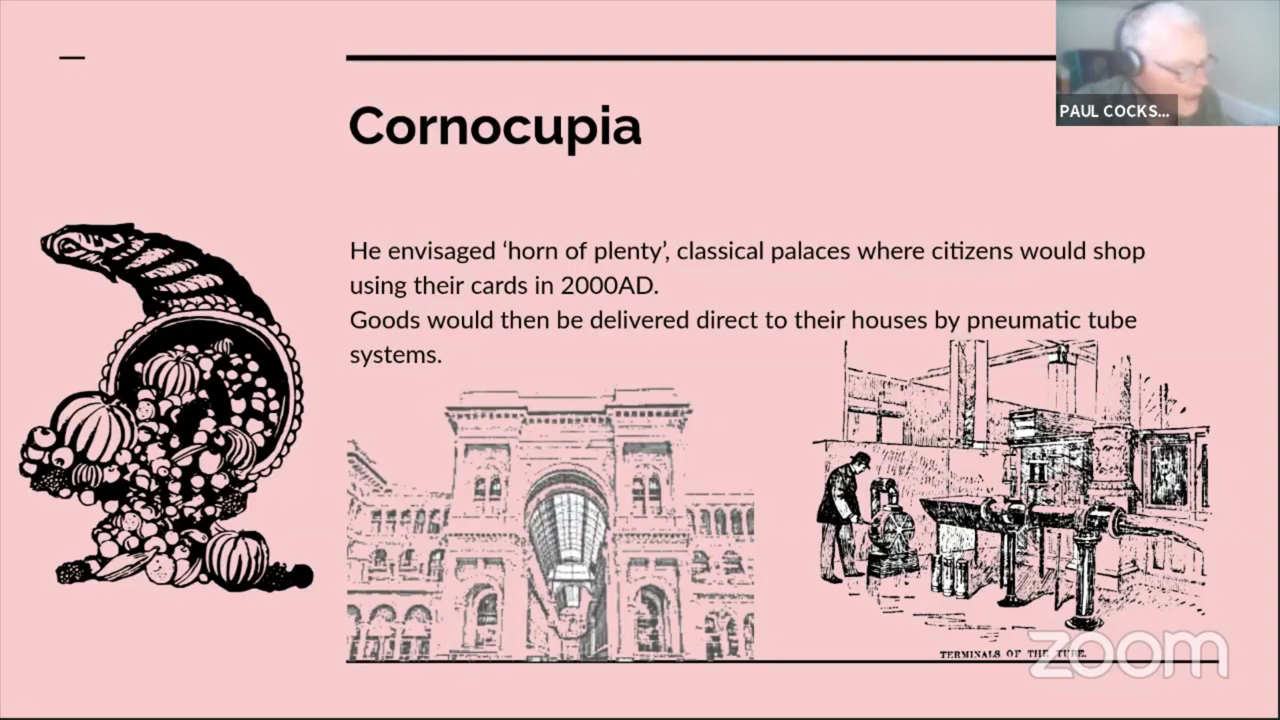 PAUL COCKS...
Cornocupia
He envisaged ‘horn of plenty’, classical palaces where citizens would shop
using their cards in 2000AD.
Goods would then be delivered direct to their houses by pneumatic tube
systems.
TERMINALS OF THE TUBE.
zoom